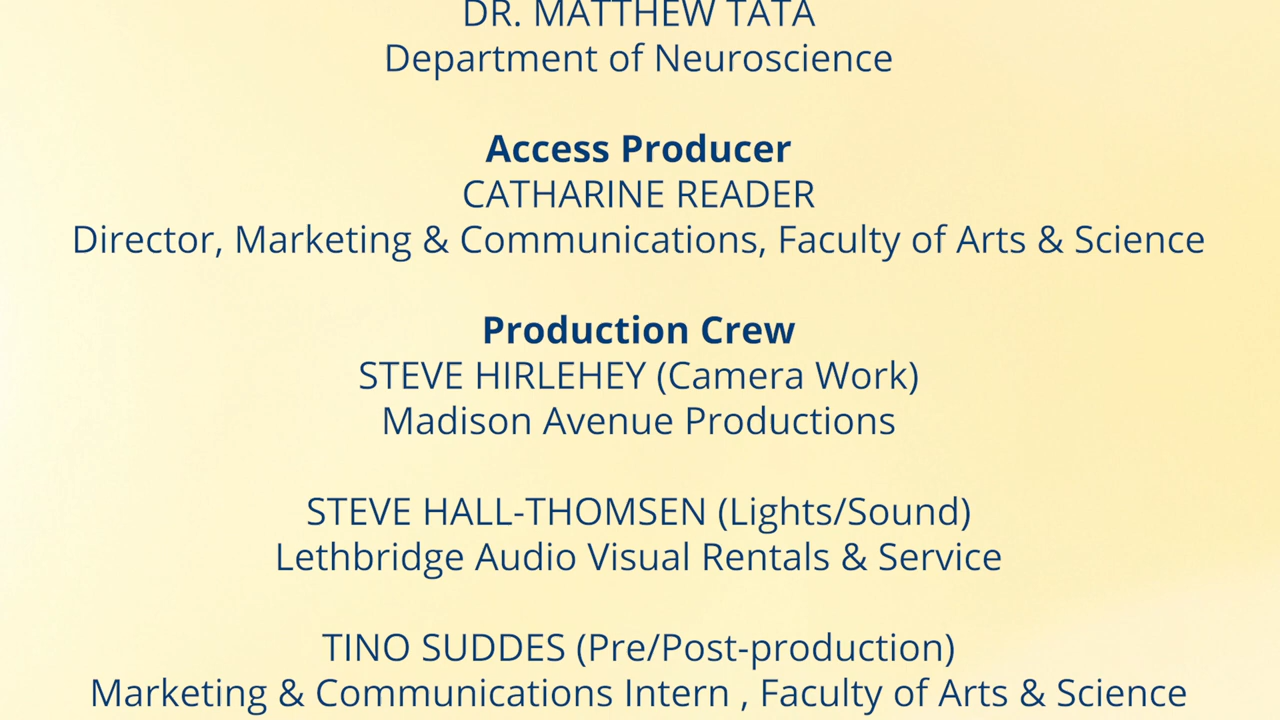 DR. MATTHEW TATA
Department of Neuroscience
Access Producer
CATHARINE READER
Director, Marketing & Communications, Faculty of Arts & Science
Production Crew
STEVE HIRLEHEY (Camera Work)
Madison Avenue Productions
STEVE HALL-THOMSEN (Lights/Sound)
Lethbridge Audio Visual Rentals & Service
TINO SUDDES (Pre/Post-production)
Marketing & Communications Intern , Faculty of Arts & Science